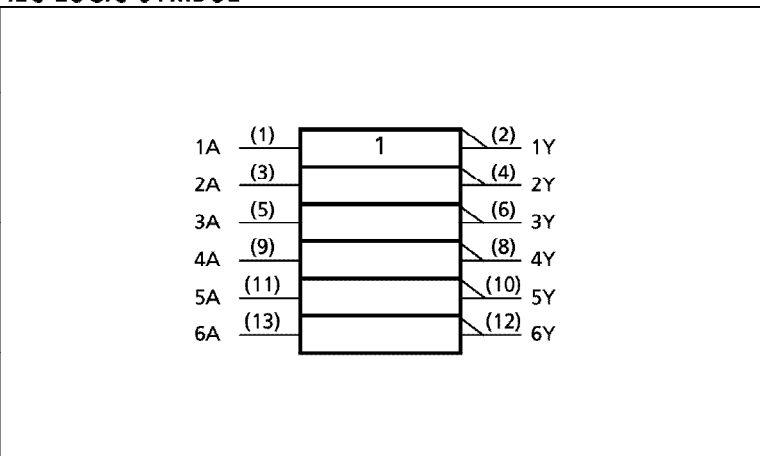 1A (1) 1 (2) 1Y
2A (3) (4) 2Y
3A (5) (6) 3Y
4A (9) (8) 4Y
5A (11) (10) 5Y
6A (13) (12) 6Y